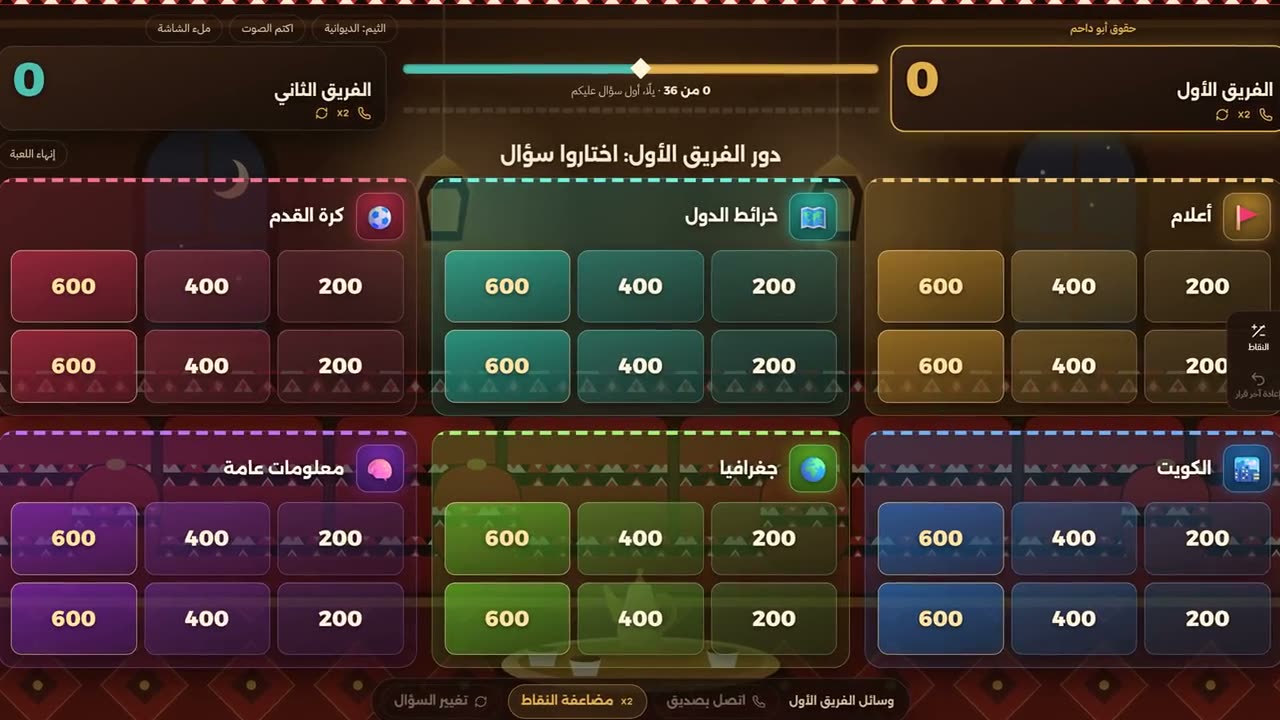 حقوق أبو داحم
الثيم: الديوانية
اكتم الصوت
ملء الشاشة
الفريق الأول
0
x2
0 من 36 · يلّا، أول سؤال عليكم
الفريق الثاني
0
x2
إنهاء اللعبة
دور الفريق الأول: اختاروا سؤال
أعلام
200 400 600
200 400 600
خرائط الدول
200 400 600
200 400 600
كرة القدم
200 400 600
200 400 600
النقاط
إعادة آخر قرار
الكويت
200 400 600
200 400 600
جغرافيا
200 400 600
200 400 600
معلومات عامة
200 400 600
200 400 600
وسائل الفريق الأول
اتصل بصديق
x2 مضاعفة النقاط
تغيير السؤال